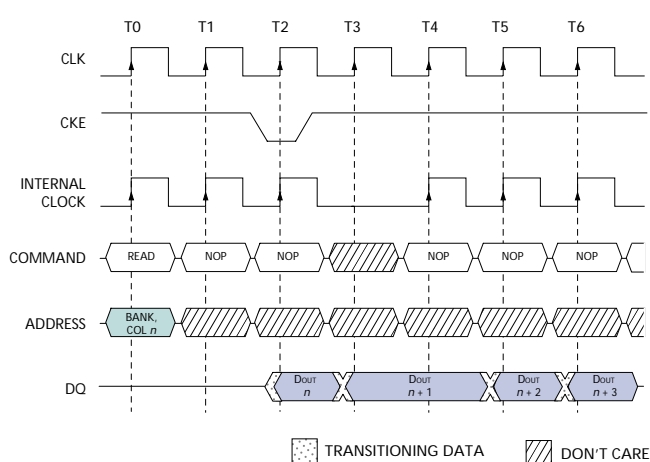 T0 T1 T2 T3 T4 T5 T6
CLK
CKE
INTERNAL
CLOCK
COMMAND READ NOP NOP NOP NOP NOP
ADDRESS BANK,
COL n
DQ DOUT
n DOUT
n + 1 DOUT
n + 2 DOUT
n + 3
TRANSITIONING DATA DON'T CARE